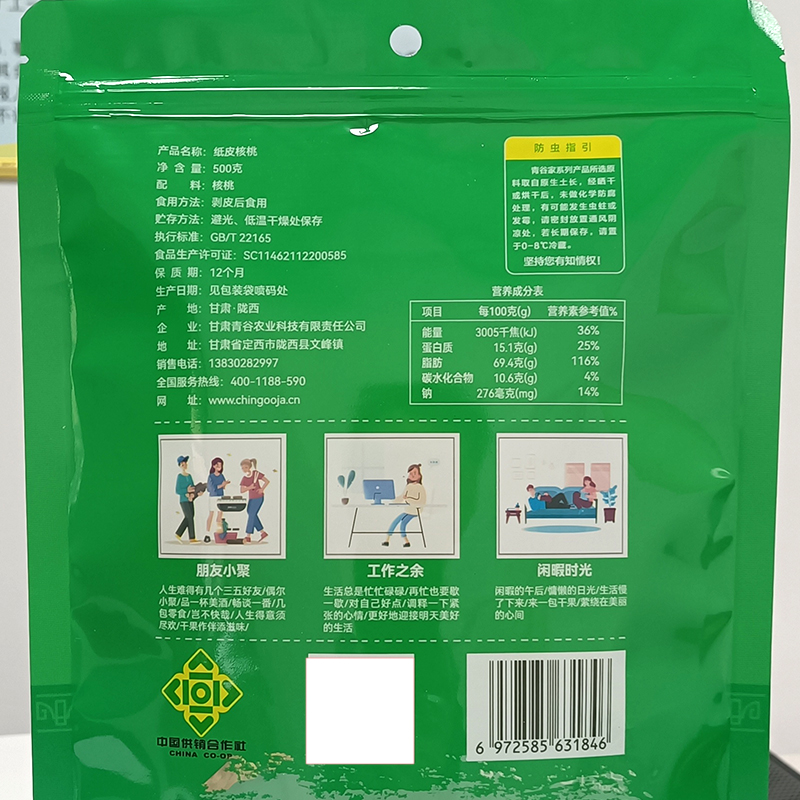 产品名称：纸皮核桃
净 含 量：500克
配 料：核桃
食用方法：剥皮后食用
贮存方法：避光、低温干燥处保存
执行标准：GB/T 22165
食品生产许可证：SC11462112200585
保 质 期：12个月
生产日期：见包装袋喷码处
产 地：甘肃·陇西
企 业：甘肃青谷农业科技有限责任公司
地 址：甘肃省定西市陇西县文峰镇
销售电话：13830282997
全国服务热线：400-1188-590
网 址：www.chingooja.cn
防虫指引
青谷家系列产品所选原
料取自原生土长，经晒干
或烘干后，未做化学防腐
处理，有可能发生虫蛀或
发霉，请密封放置通风阴
凉处，若长期保存，请置
于0-8℃冷藏。
坚持您有知情权！
营养成分表
项目 每100克(g) 营养素参考值%
能量 3005千焦(kJ) 36%
蛋白质 15.1克(g) 25%
脂肪 69.4克(g) 116%
碳水化合物 10.6克(g) 4%
钠 276毫克(mg) 14%
朋友小聚
人生难得有几个三五好友/偶尔
小聚/品一杯美酒/畅谈一番/几
包零食/岂不快哉/人生得意须
尽欢/干果作伴添滋味/
工作之余
生活总是忙忙碌碌/再忙也要歇
一歇/对自己好点/调释一下紧
张的心情/更好地迎接明天美好
的生活
闲暇时光
闲暇的午后/慵懒的日光/生活慢
了下来/来一包干果/萦绕在美丽
的心间
中国供销合作社
CHINA CO-OP
6 972585 631846